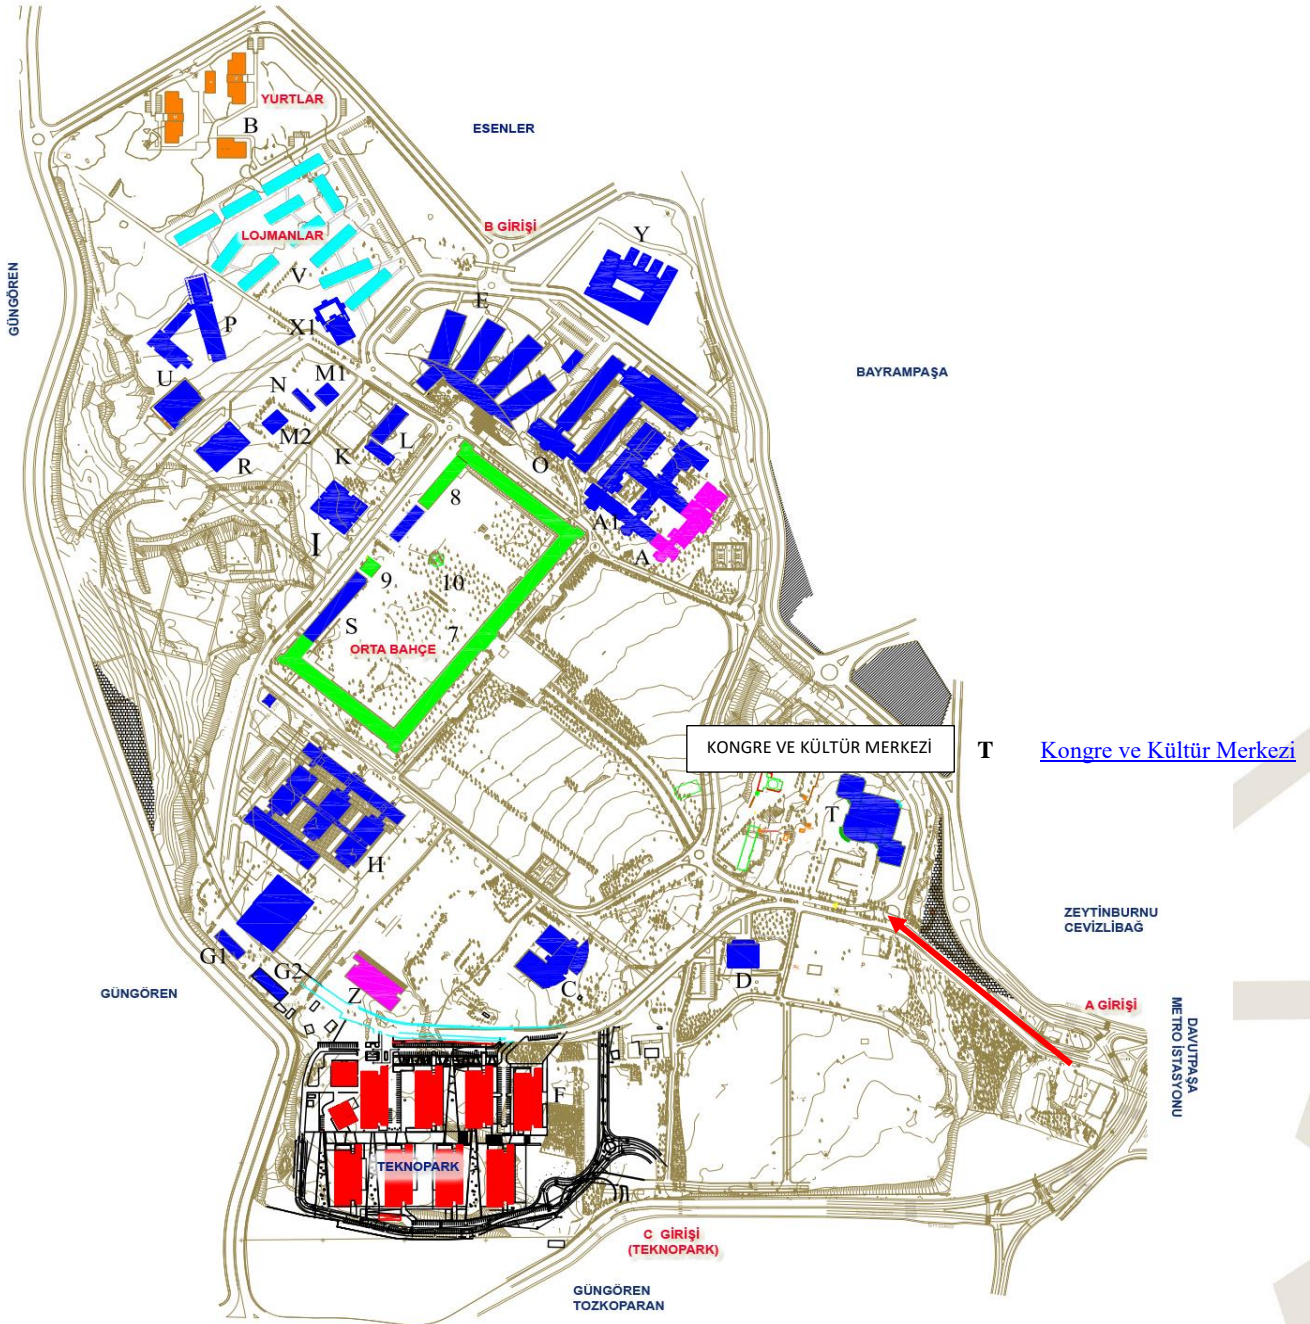 YURTLAR
B
ESENLER
B GİRİŞİ
Y
LOJMANLAR
GÜNGÖREN
V
E
P
X1
BAYRAMPAŞA
U
N
M1
M2
L
K
R
O
8
A1
I
A
9
10
S
7
ORTA BAHÇE
KONGRE VE KÜLTÜR MERKEZİ
T Kongre ve Kültür Merkezi
T
H
ZEYTİNBURNU
CEVİZLİBAĞ
G1
G2
D
GÜNGÖREN
Z
C
A GİRİŞİ
DAVUTPAŞA
METRO İSTASYONU
F
TEKNOPARK
C GİRİŞİ
(TEKNOPARK)
GÜNGÖREN
TOZKOPARAN